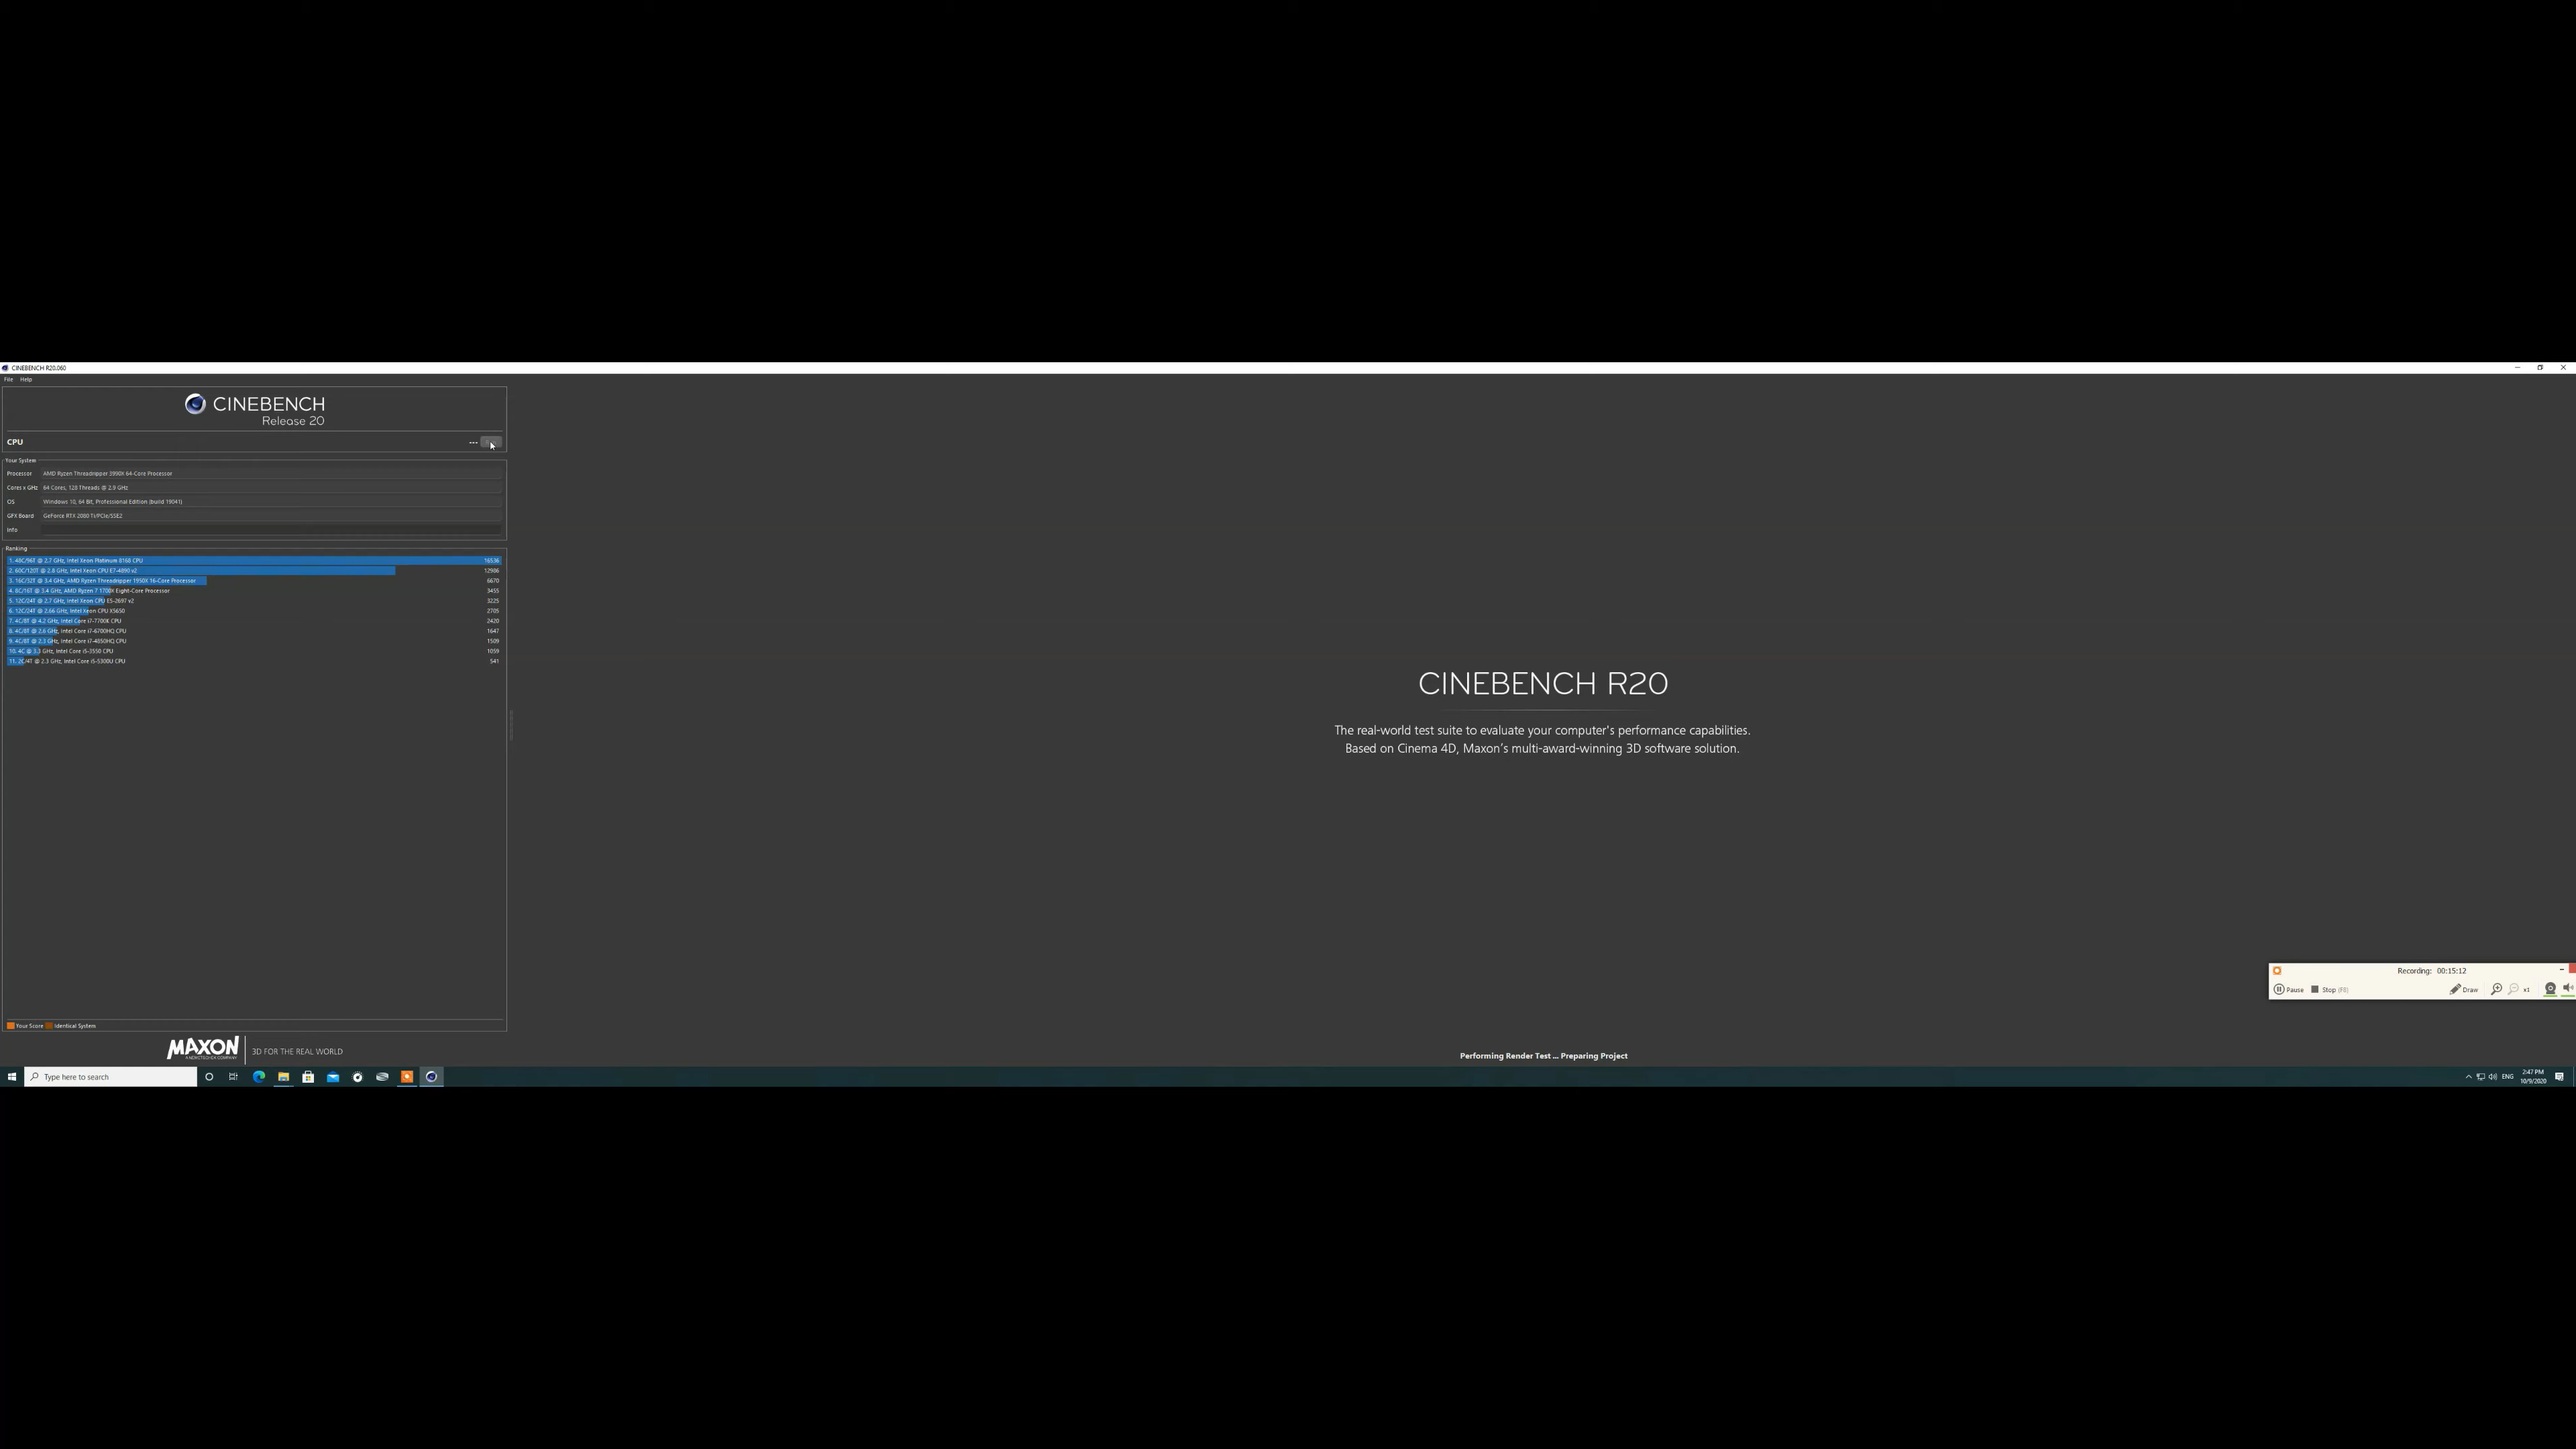 CINEBENCH R20.060
File Help
CINEBENCH
Release 20
CPU ---
Your System
Processor AMD Ryzen Threadripper 3990X 64-Core Processor
Cores x GHz 64 Cores, 128 Threads @ 2.9 GHz
OS Windows 10, 64 Bit, Professional Edition (build 19041)
GFX Board GeForce RTX 2080 Ti/PCIe/SSE2
Info
Ranking
1. 48C/96T @ 2.7 GHz, Intel Xeon Platinum 8168 CPU 16536
2. 60C/120T @ 2.8 GHz, Intel Xeon CPU E7-4890 v2 12986
3. 16C/32T @ 3.4 GHz, AMD Ryzen Threadripper 1950X 16-Core Processor 6670
4. 8C/16T @ 3.4 GHz, AMD Ryzen 7 1700X Eight-Core Processor 3455
5. 12C/24T @ 2.7 GHz, Intel Xeon CPU E5-2697 v2 3225
6. 12C/24T @ 2.66 GHz, Intel Xeon CPU X5650 2705
7. 4C/8T @ 4.2 GHz, Intel Core i7-7700K CPU 2420
8. 4C/8T @ 2.6 GHz, Intel Core i7-6700HQ CPU 1647
9. 4C/8T @ 2.3 GHz, Intel Core i7-4850HQ CPU 1509
10. 4C @ 3.3 GHz, Intel Core i5-3550 CPU 1059
11. 2C/4T @ 2.3 GHz, Intel Core i5-5300U CPU 541
CINEBENCH R20
The real-world test suite to evaluate your computer's performance capabilities.
Based on Cinema 4D, Maxon's multi-award-winning 3D software solution.
Recording: 00:15:12
Pause Stop (F8) Draw x1
Your Score Identical System
MAXON
A NEMETSCHEK COMPANY
3D FOR THE REAL WORLD
Performing Render Test ... Preparing Project
Type here to search
ENG
2:47 PM
10/9/2020